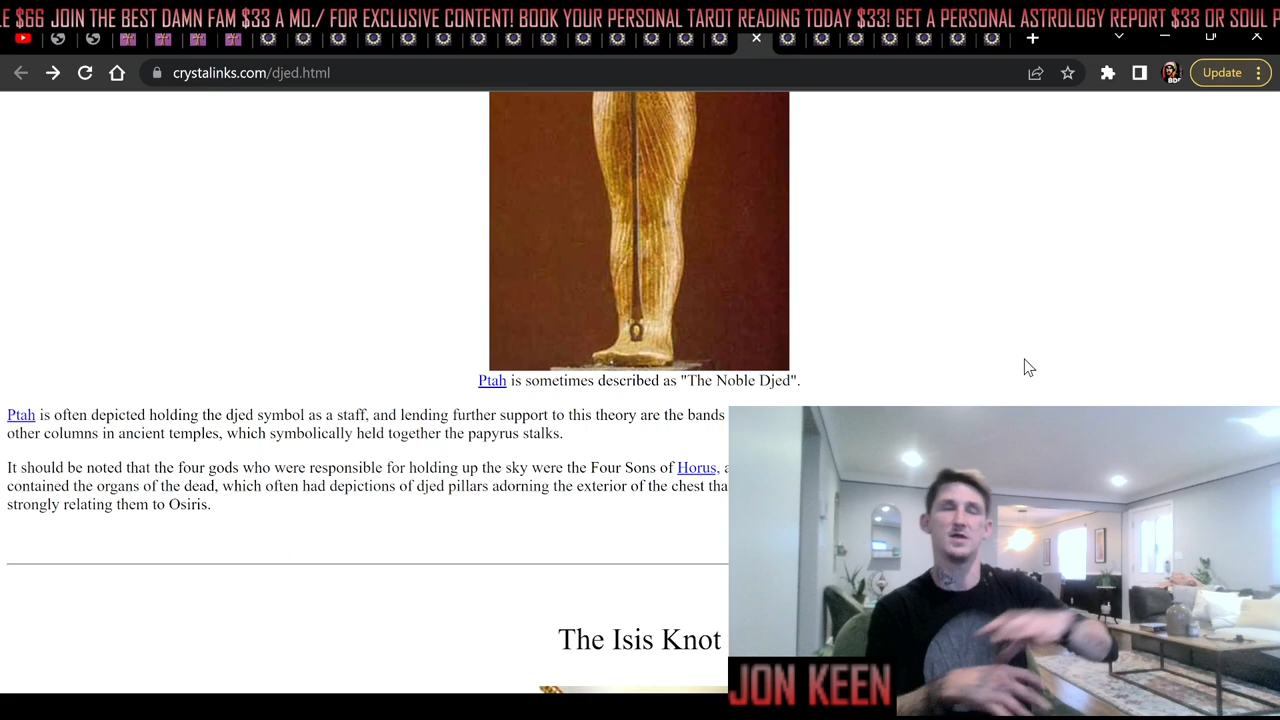 LE $66 JOIN THE BEST DAMN FAM $33 A MO./ FOR EXCLUSIVE CONTENT! BOOK YOUR PERSONAL TAROT READING TODAY $33! GET A PERSONAL ASTROLOGY REPORT $33 OR SOUL
crystalinks.com/djed.html
Update
Ptah is sometimes described as "The Noble Djed".
Ptah is often depicted holding the djed symbol as a staff, and lending further support to this theory are the bands
other columns in ancient temples, which symbolically held together the papyrus stalks.
It should be noted that the four gods who were responsible for holding up the sky were the Four Sons of Horus,
contained the organs of the dead, which often had depictions of djed pillars adorning the exterior of the chest
strongly relating them to Osiris.
The Isis Knot
JON KEEN